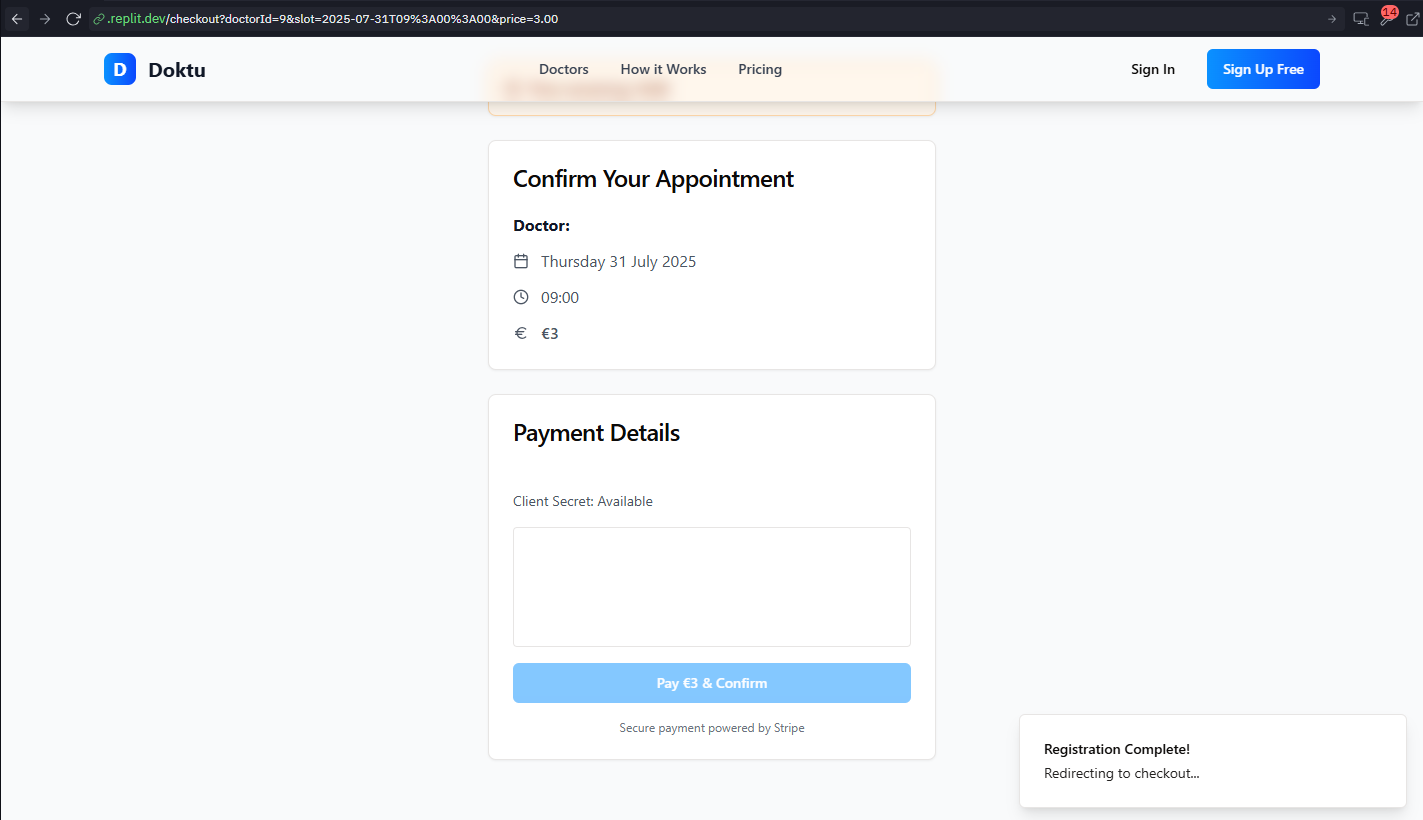 .replit.dev/checkout?doctorId=9&slot=2025-07-31T09%3A00%3A00&price=3.00
14
D Doktu
Doctors How it Works Pricing
Sign In Sign Up Free
Confirm Your Appointment
Doctor:
Thursday 31 July 2025
09:00
€ €3
Payment Details
Client Secret: Available
Pay €3 & Confirm
Secure payment powered by Stripe
Registration Complete!
Redirecting to checkout...